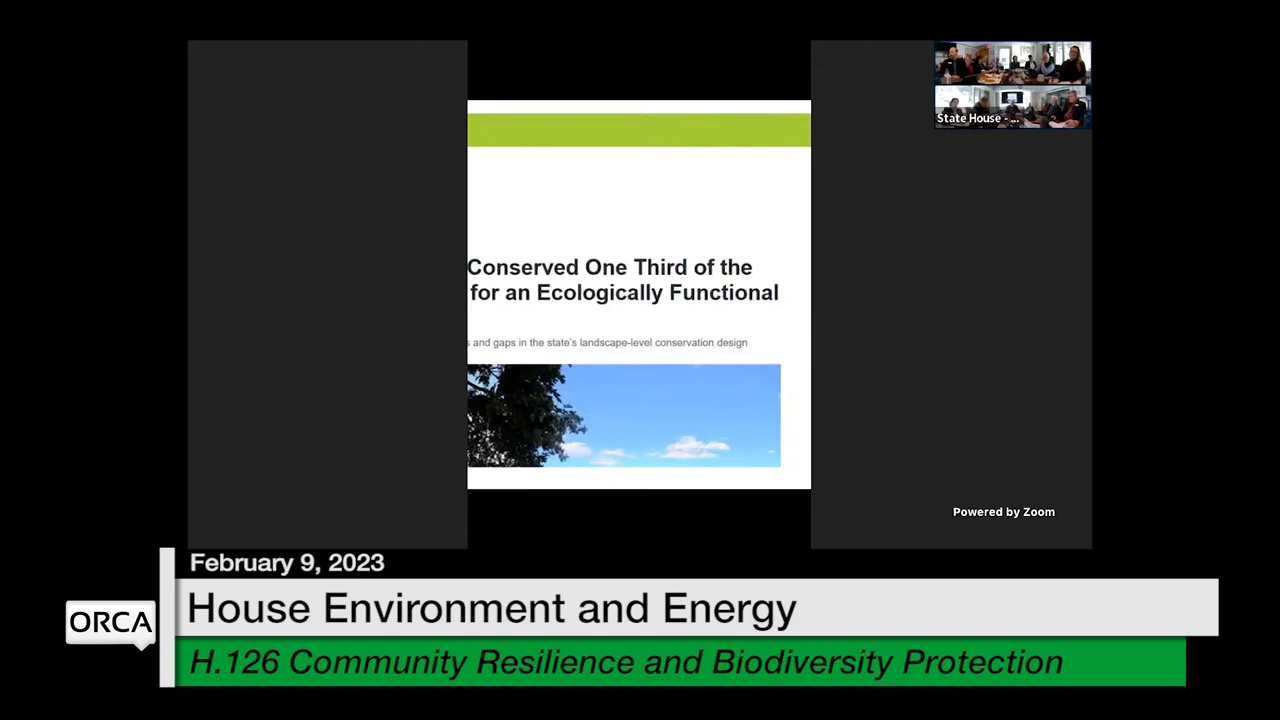 State House - ...
Conserved One Third of the
for an Ecologically Functional
s and gaps in the state's landscape-level conservation design
Powered by Zoom
February 9, 2023
House Environment and Energy
ORCA
H.126 Community Resilience and Biodiversity Protection